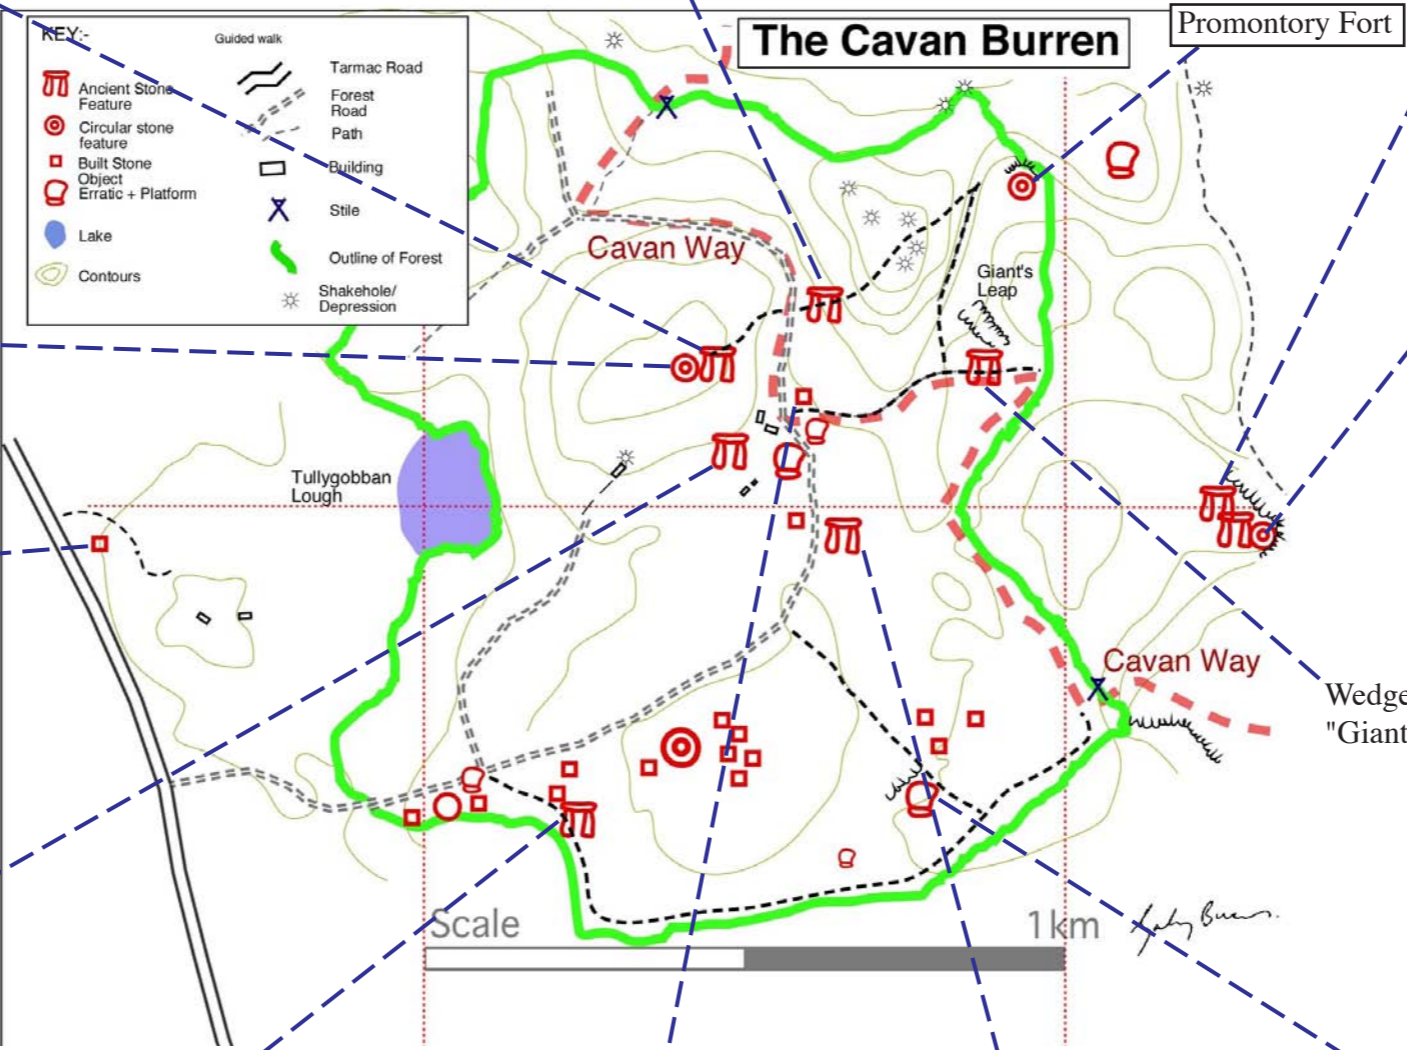 The Cavan Burren
Promontory Fort
KEY:-
Guided walk
Ancient Stone
Feature
Circular stone
feature
Built Stone
Object
Erratic + Platform
Lake
Contours
Tarmac Road
Forest
Road
Path
Building
Stile
Outline of Forest
Shakehole/
Depression
Cavan Way
Giant's
Leap
Tullygobban
Lough
Cavan Way
Wedge
"Giant
Scale
1km